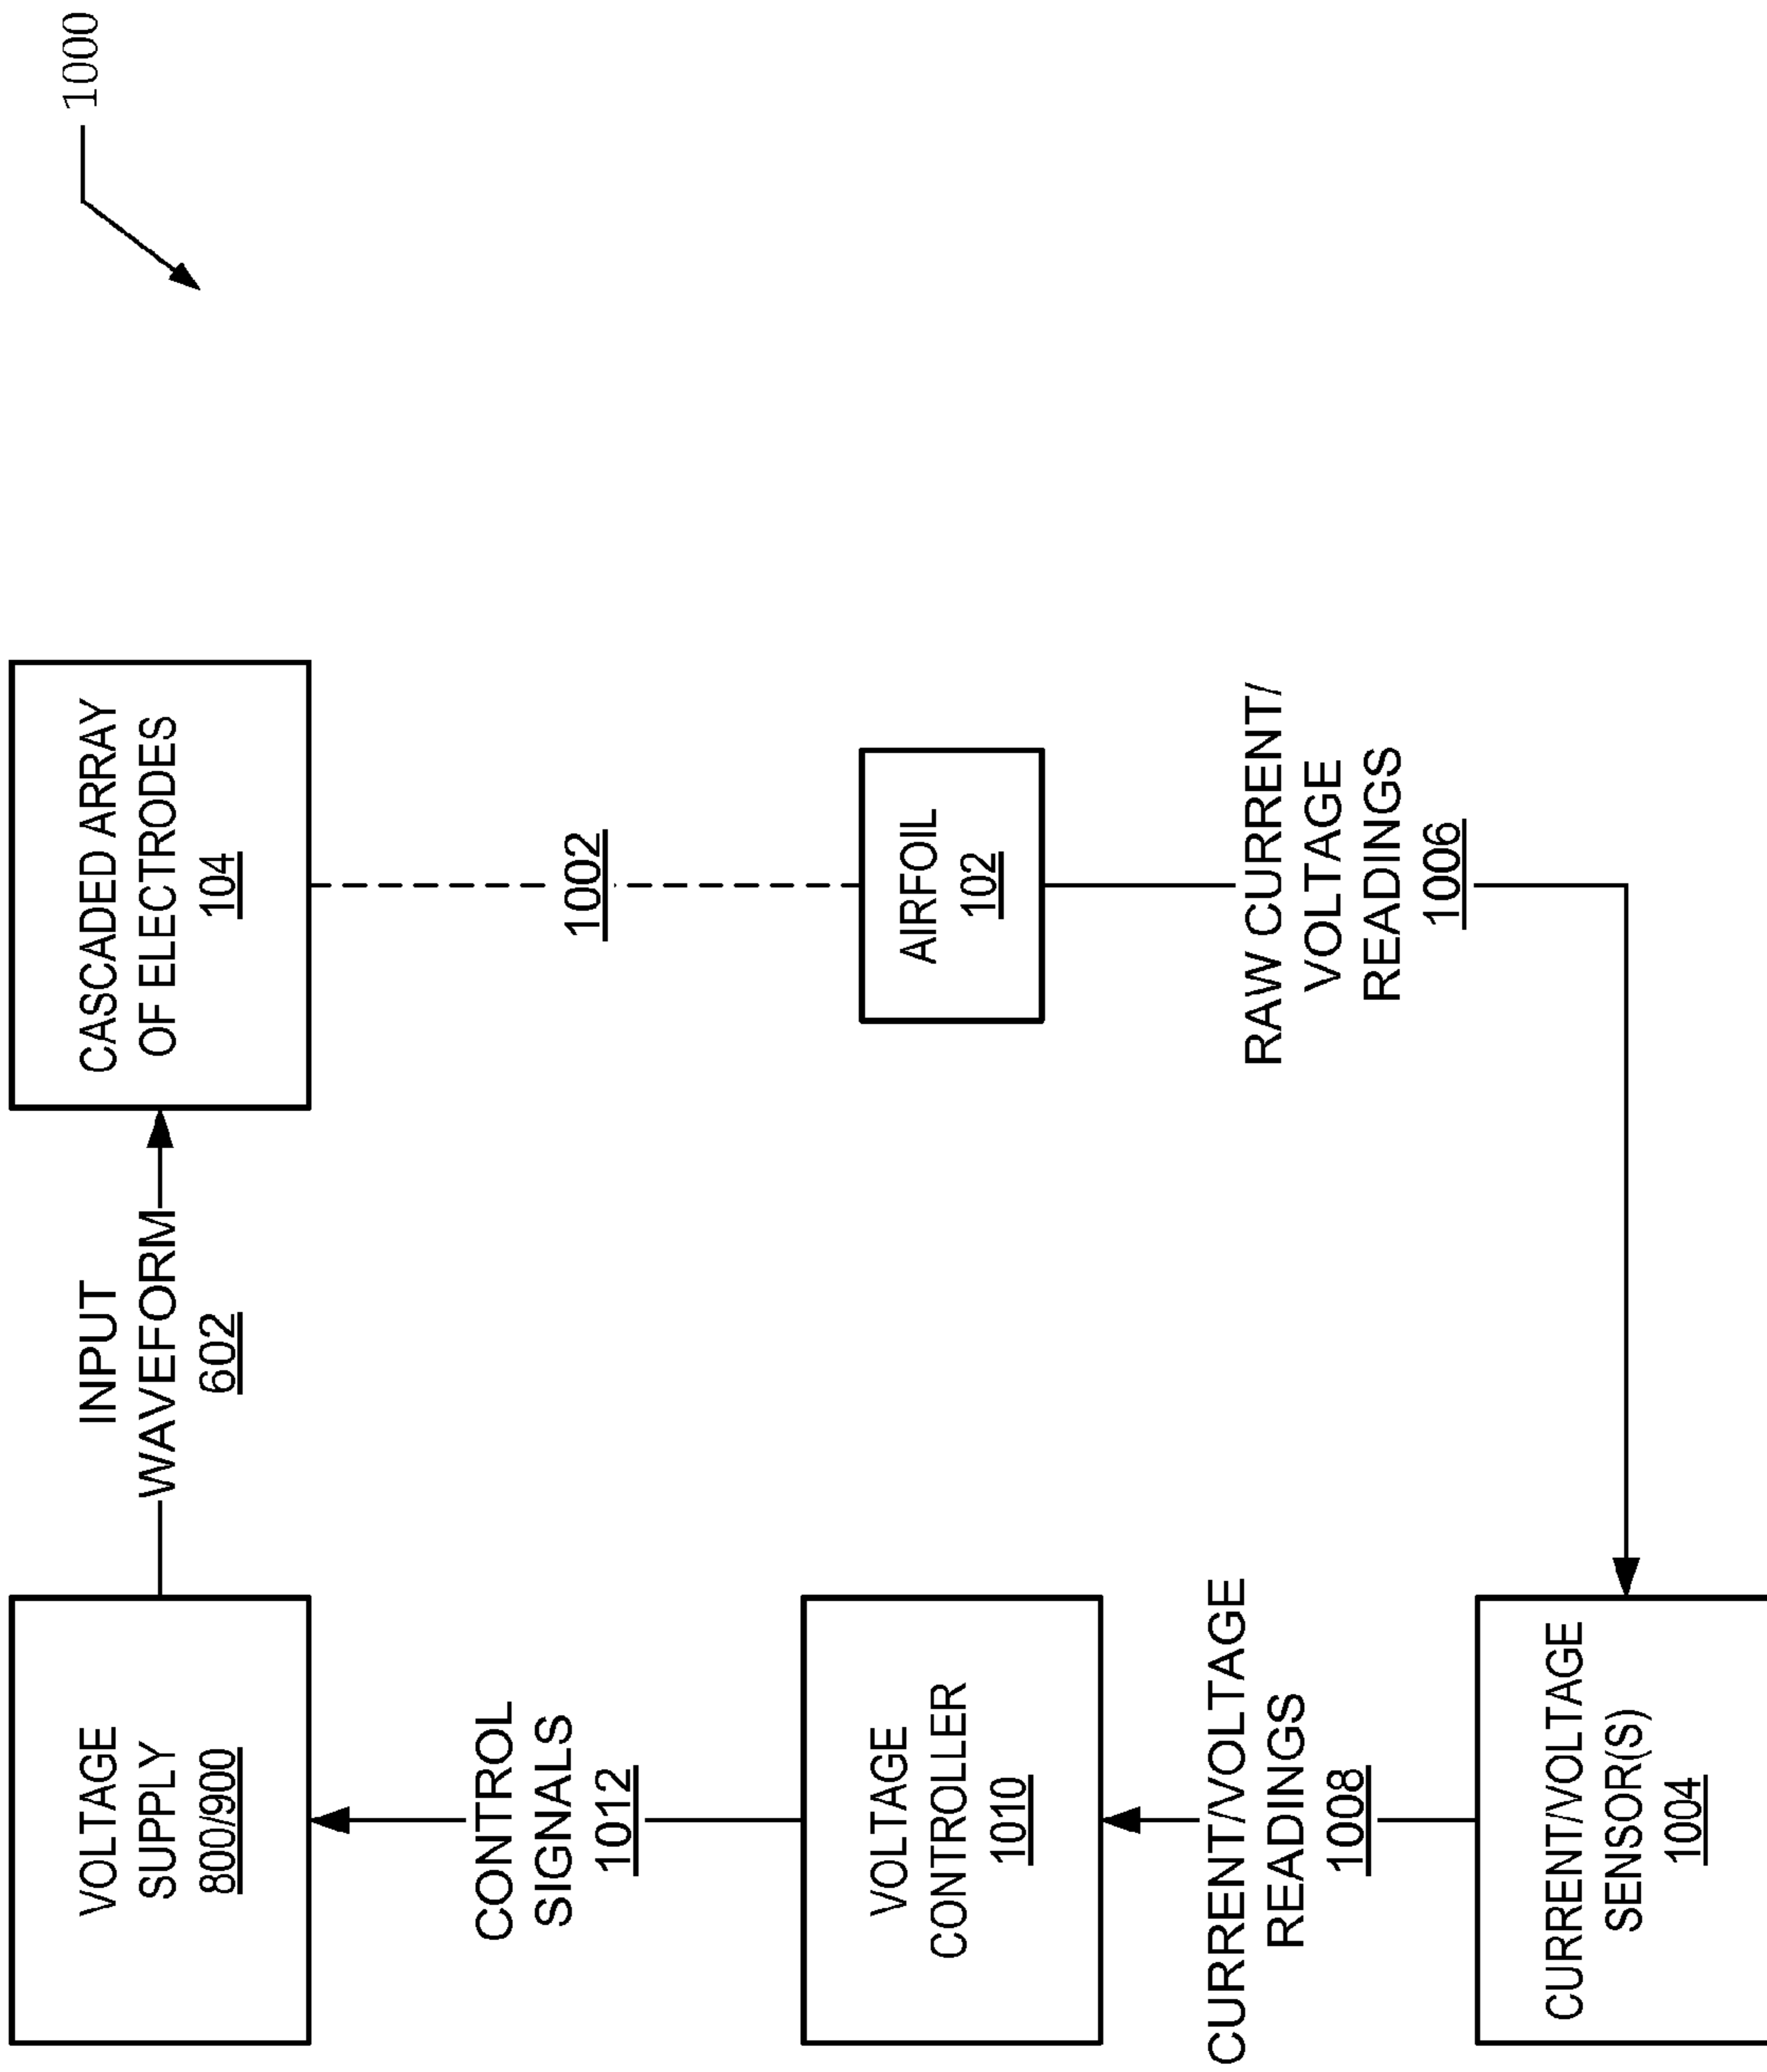 1000
VOLTAGE
SUPPLY
800/900
INPUT
WAVEFORM
602
CASCADED ARRAY
OF ELECTRODES
104
CONTROL
SIGNALS
1012
1002
VOLTAGE
CONTROLLER
1010
AIRFOIL
102
CURRENT/VOLTAGE
READINGS
1008
RAW CURRENT/
VOLTAGE
READINGS
1006
CURRENT/VOLTAGE
SENSOR(S)
1004